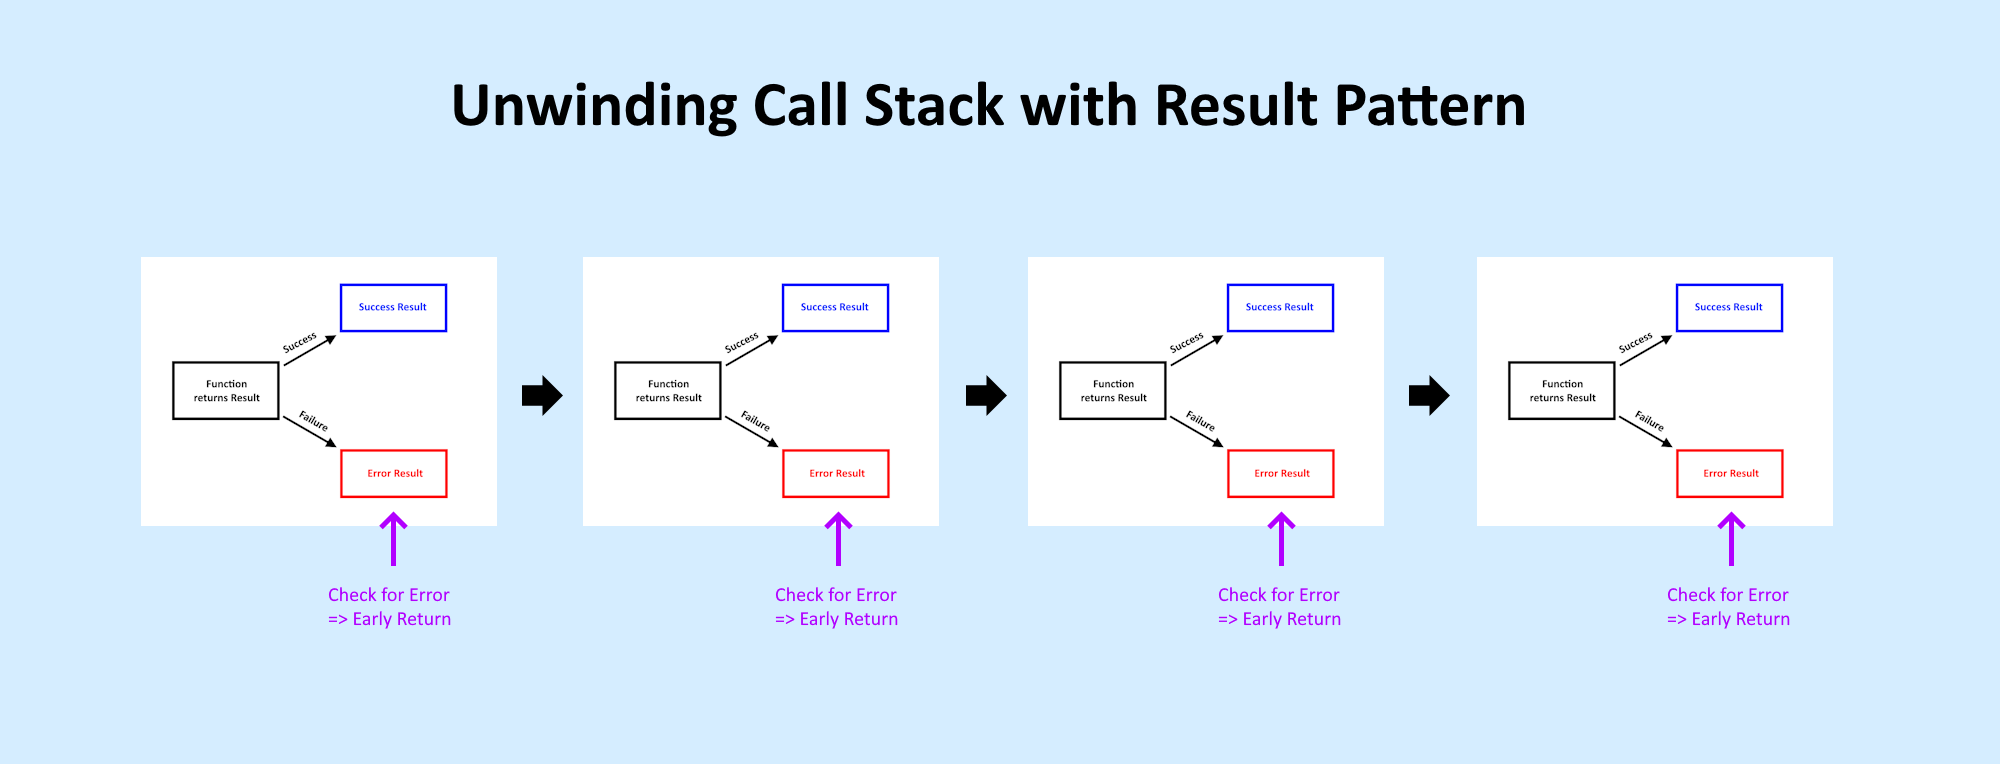 Unwinding Call Stack with Result Pattern
Success Result
Success
Function
returns Result
Failure
Error Result
Check for Error
=> Early Return
Success Result
Success
Function
returns Result
Failure
Error Result
Check for Error
=> Early Return
Success Result
Success
Function
returns Result
Failure
Error Result
Check for Error
=> Early Return
Success Result
Success
Function
returns Result
Failure
Error Result
Check for Error
=> Early Return